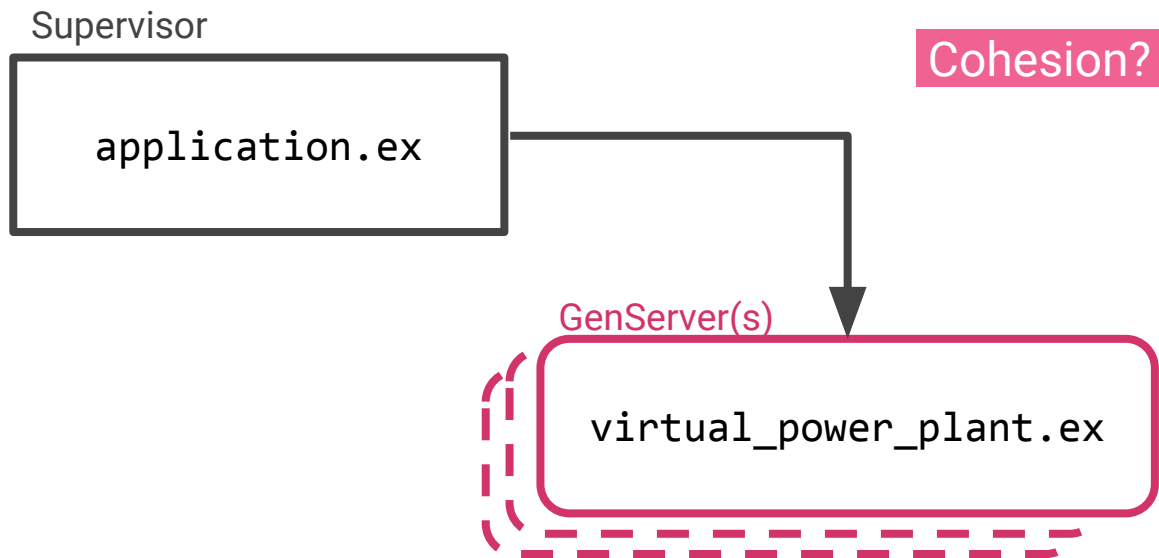 Supervisor
Cohesion?
application.ex
GenServer(s)
virtual_power_plant.ex